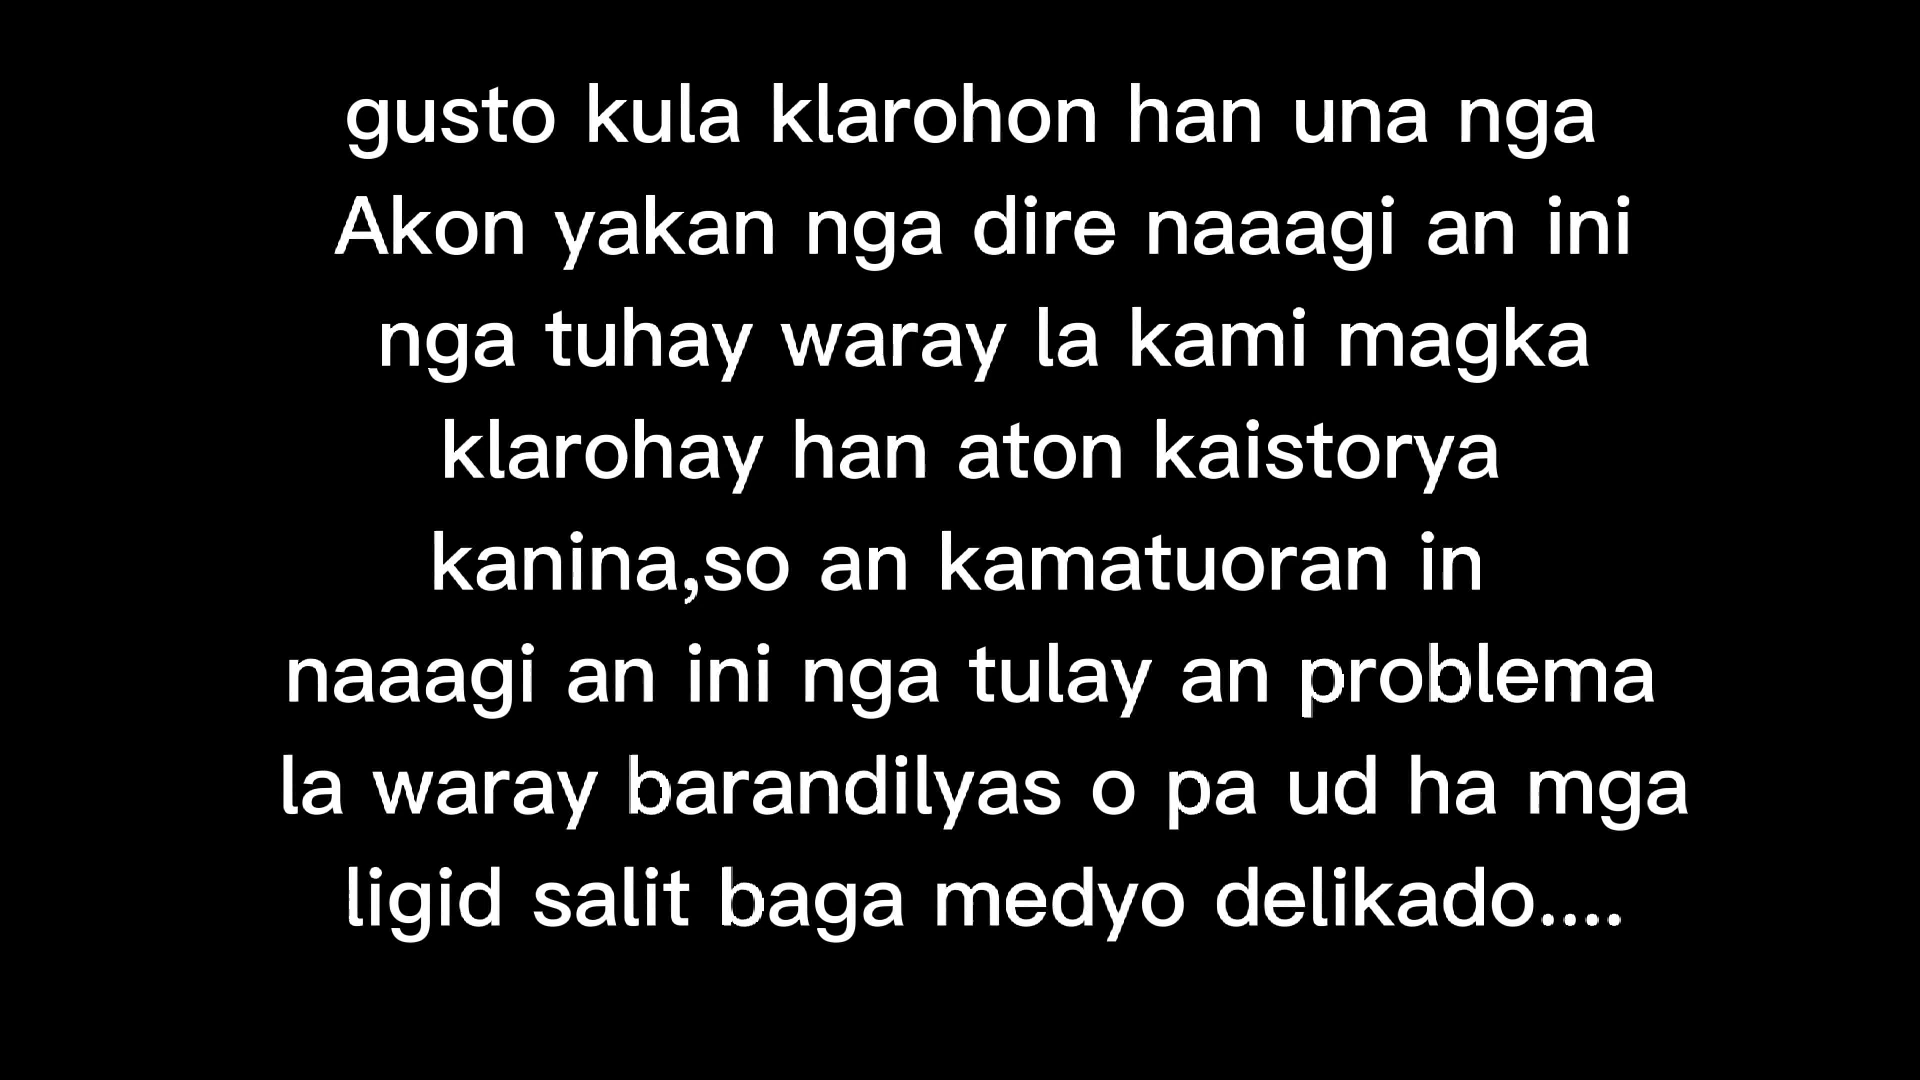 gusto kula klarohon han una nga
Akon yakan nga dire naaagi an ini
nga tuhay waray la kami magka
klarohay han aton kaistorya
kanina,so an kamatuoran in
naaagi an ini nga tulay an problema
la waray barandilyas o pa ud ha mga
ligid salit baga medyo delikado....